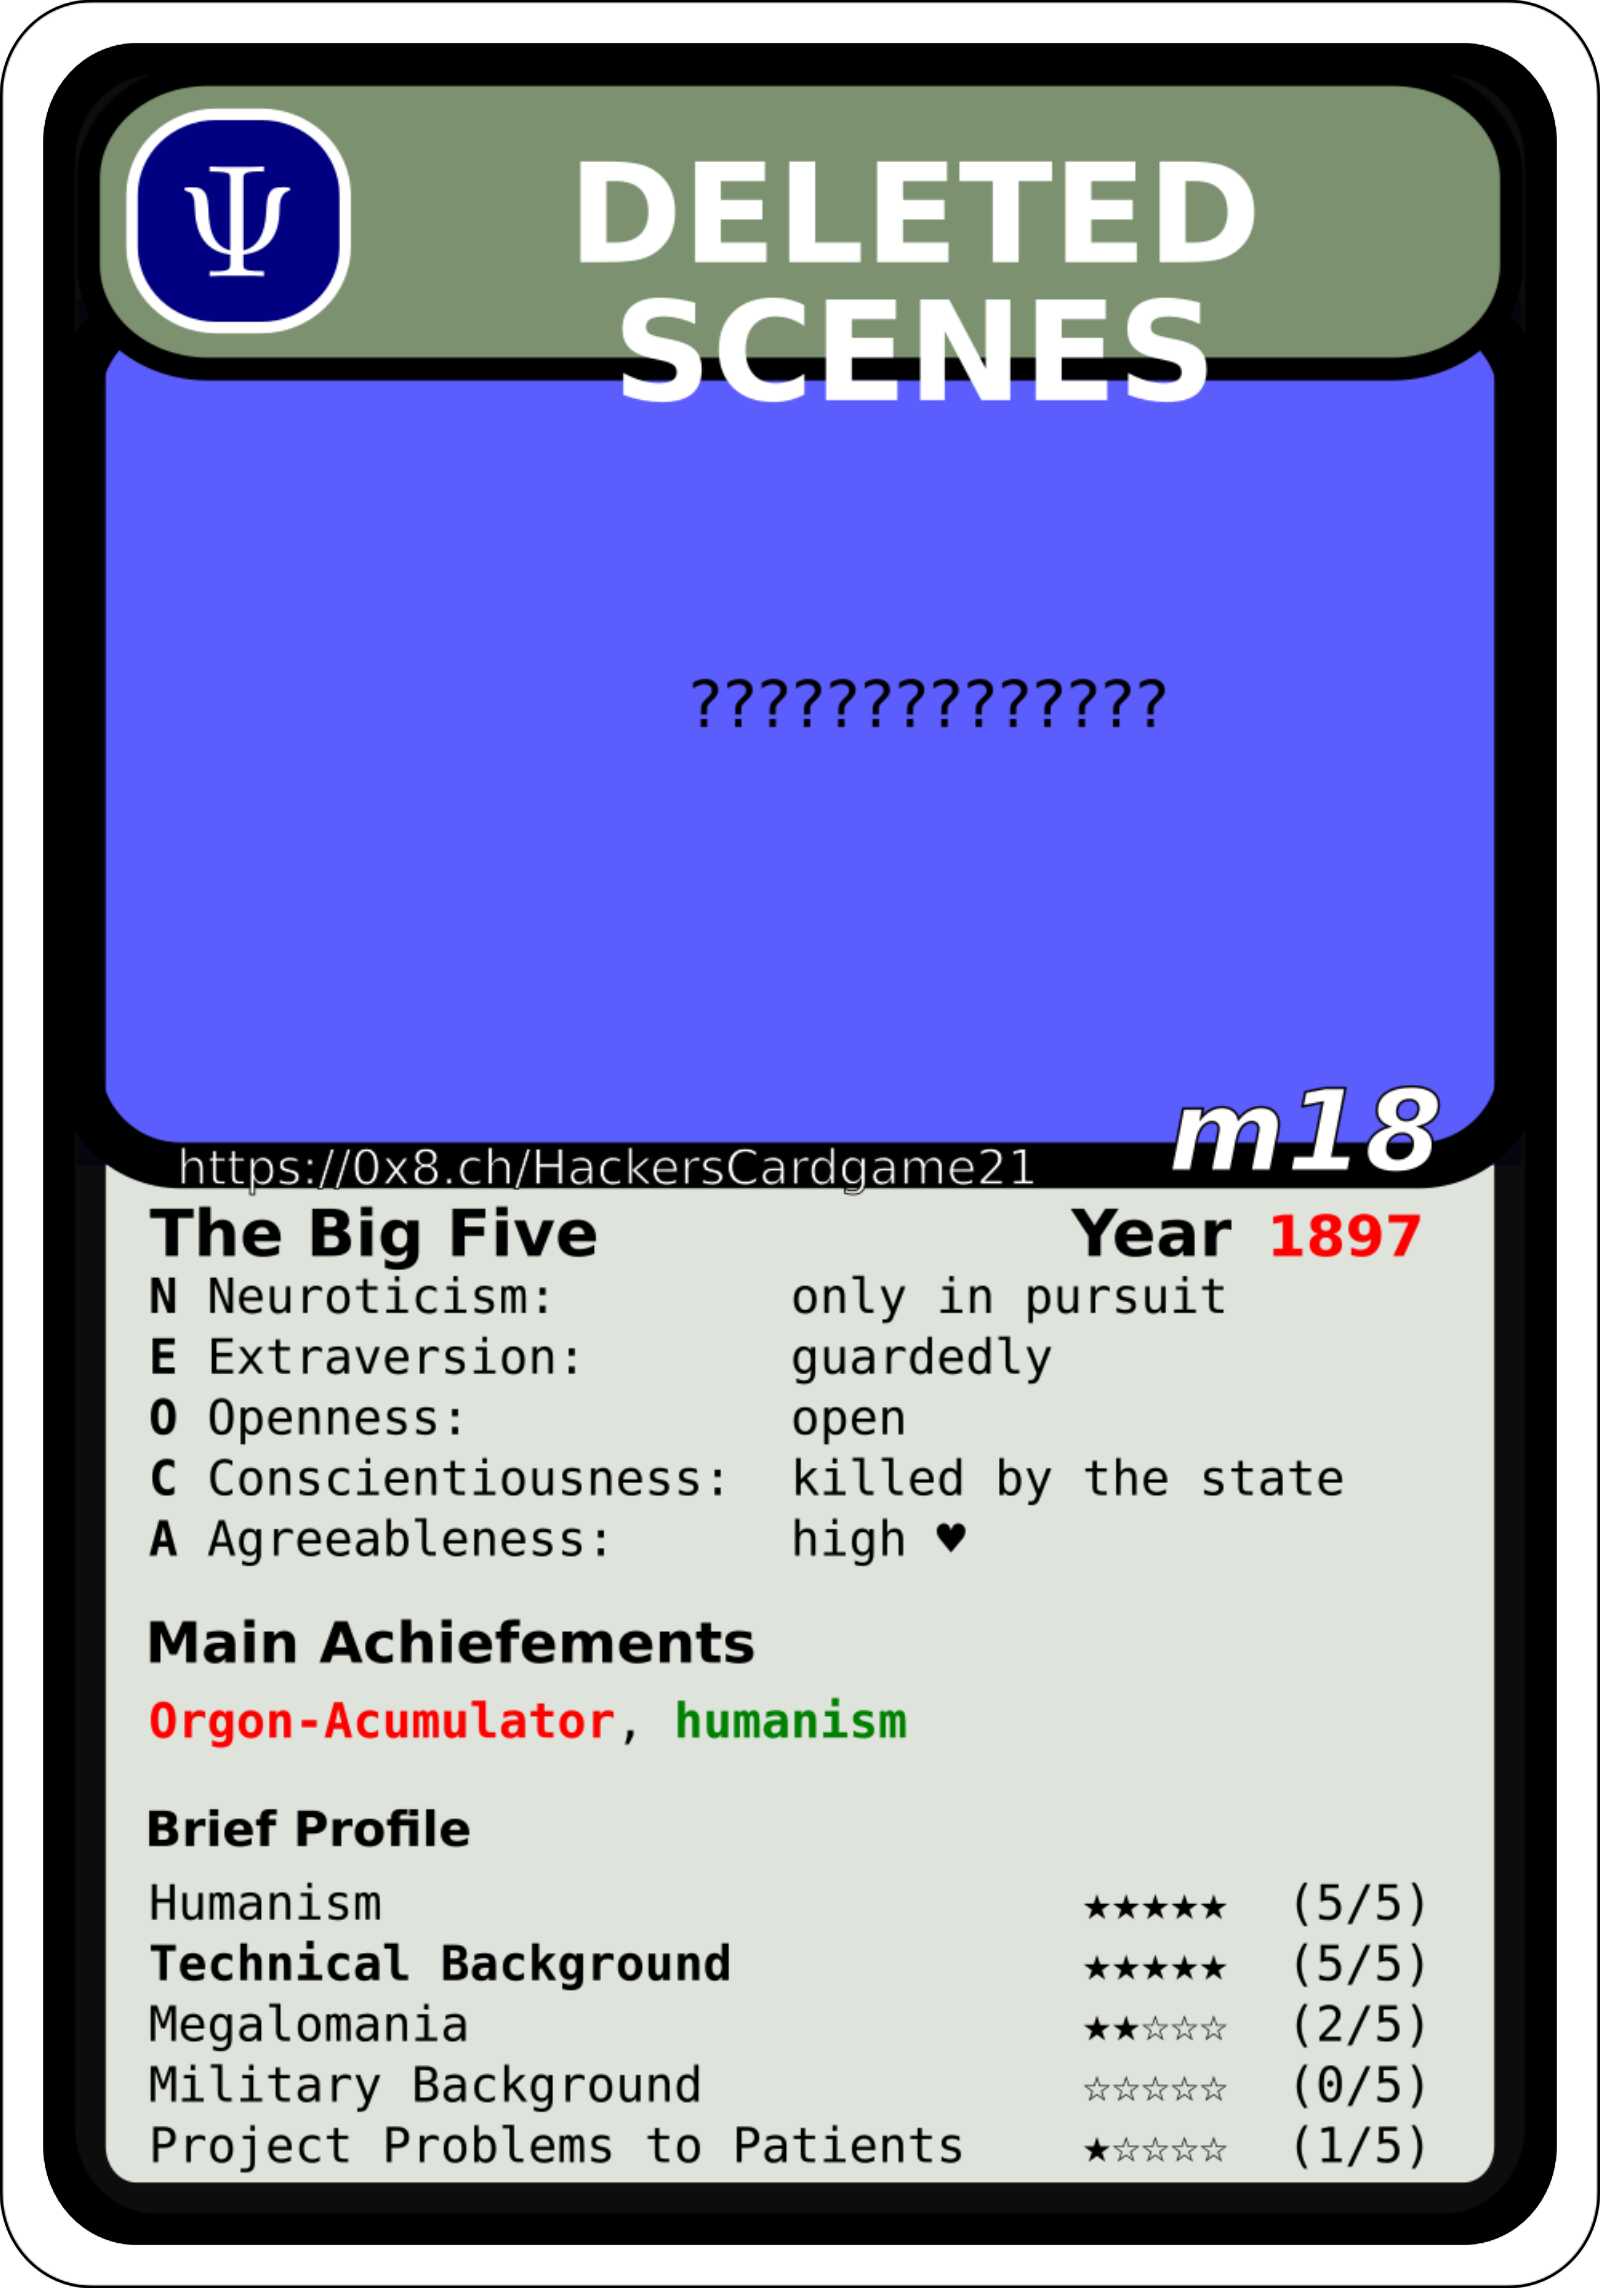 Ψ
DELETED
SCENES
??????????????
m18
https://0x8.ch/HackersCardgame21
The Big Five Year 1897
N Neuroticism: only in pursuit
E Extraversion: guardedly
O Openness: open
C Conscientiousness: killed by the state
A Agreeableness: high ♥
Main Achiefements
Orgon-Acumulator, humanism
Brief Profile
Humanism ★★★★★ (5/5)
Technical Background ★★★★★ (5/5)
Megalomania ★★☆☆☆ (2/5)
Military Background ☆☆☆☆☆ (0/5)
Project Problems to Patients ★☆☆☆☆ (1/5)